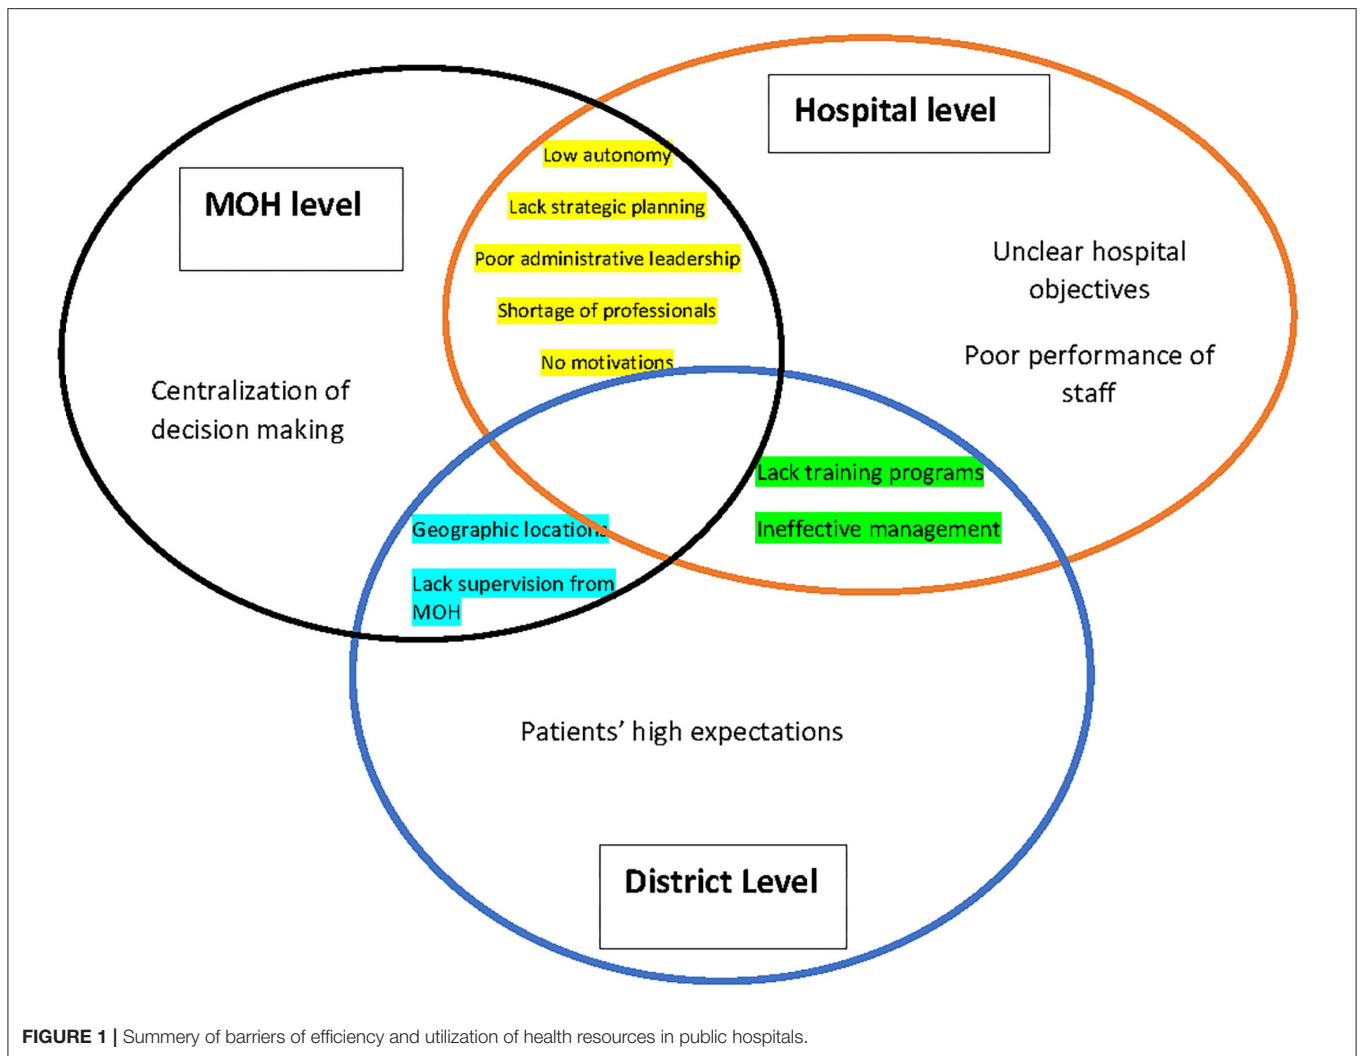 Hospital level
MOH level
Low autonomy
Lack strategic planning
Poor administrative leadership
Shortage of professionals
No motivations
Unclear hospital
objectives
Poor performance of
staff
Centralization of
decision making
Lack training programs
Ineffective management
Geographic locations
Lack supervision from
MOH
Patients’ high expectations
District Level
FIGURE 1 | Summery of barriers of efficiency and utilization of health resources in public hospitals.